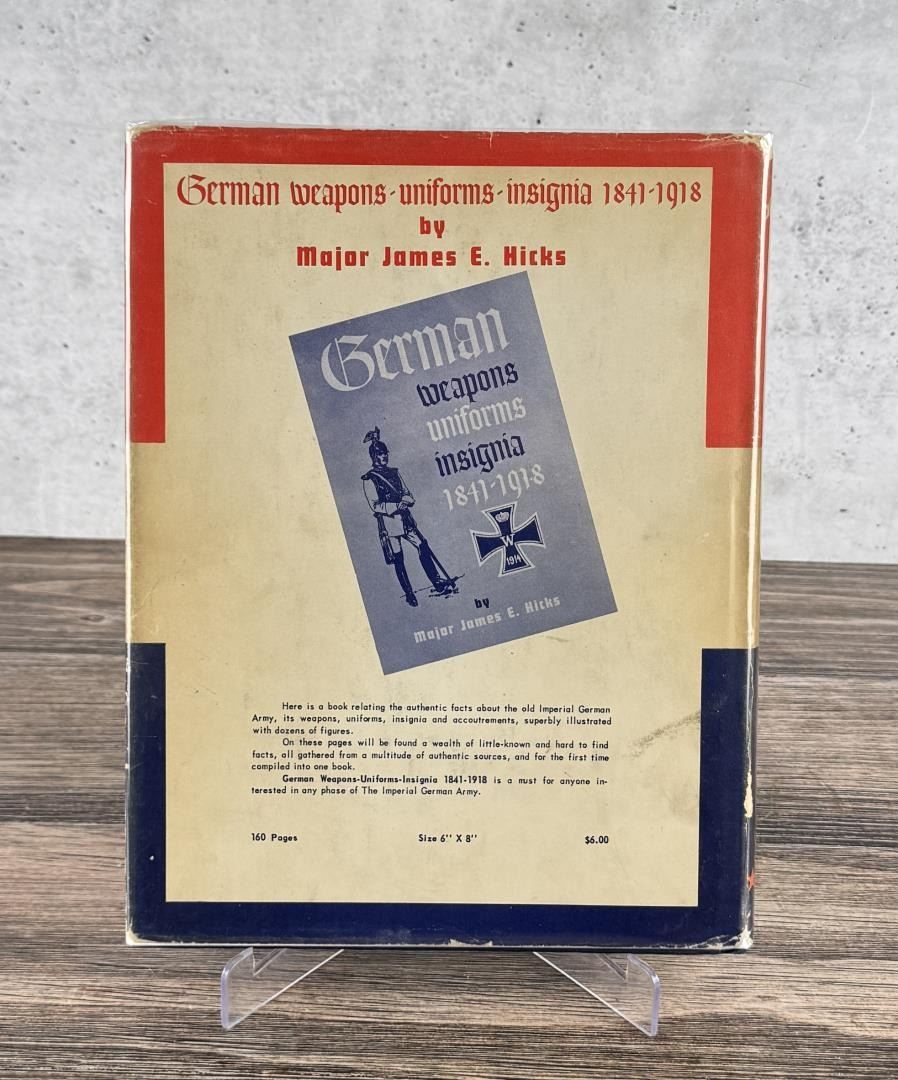 German weapons-uniforms-insignia 1841-1918
by
Major James E. Hicks
German
weapons
uniforms
insignia
1841-1918
W
1914
by
Major James E. Hicks
Here is a book relating the authentic facts about the old Imperial German
Army, its weapons, uniforms, insignia and accoutrements, superbly illustrated
with dozens of figures.
On these pages will be found a wealth of little-known and hard to find
facts, all gathered from a multitude of authentic sources, and for the first time
compiled into one book.
German Weapons-Uniforms-Insignia 1841-1918 is a must for anyone in-
terested in any phase of The Imperial German Army.
160 Pages Size 6'' X 8'' $6.00